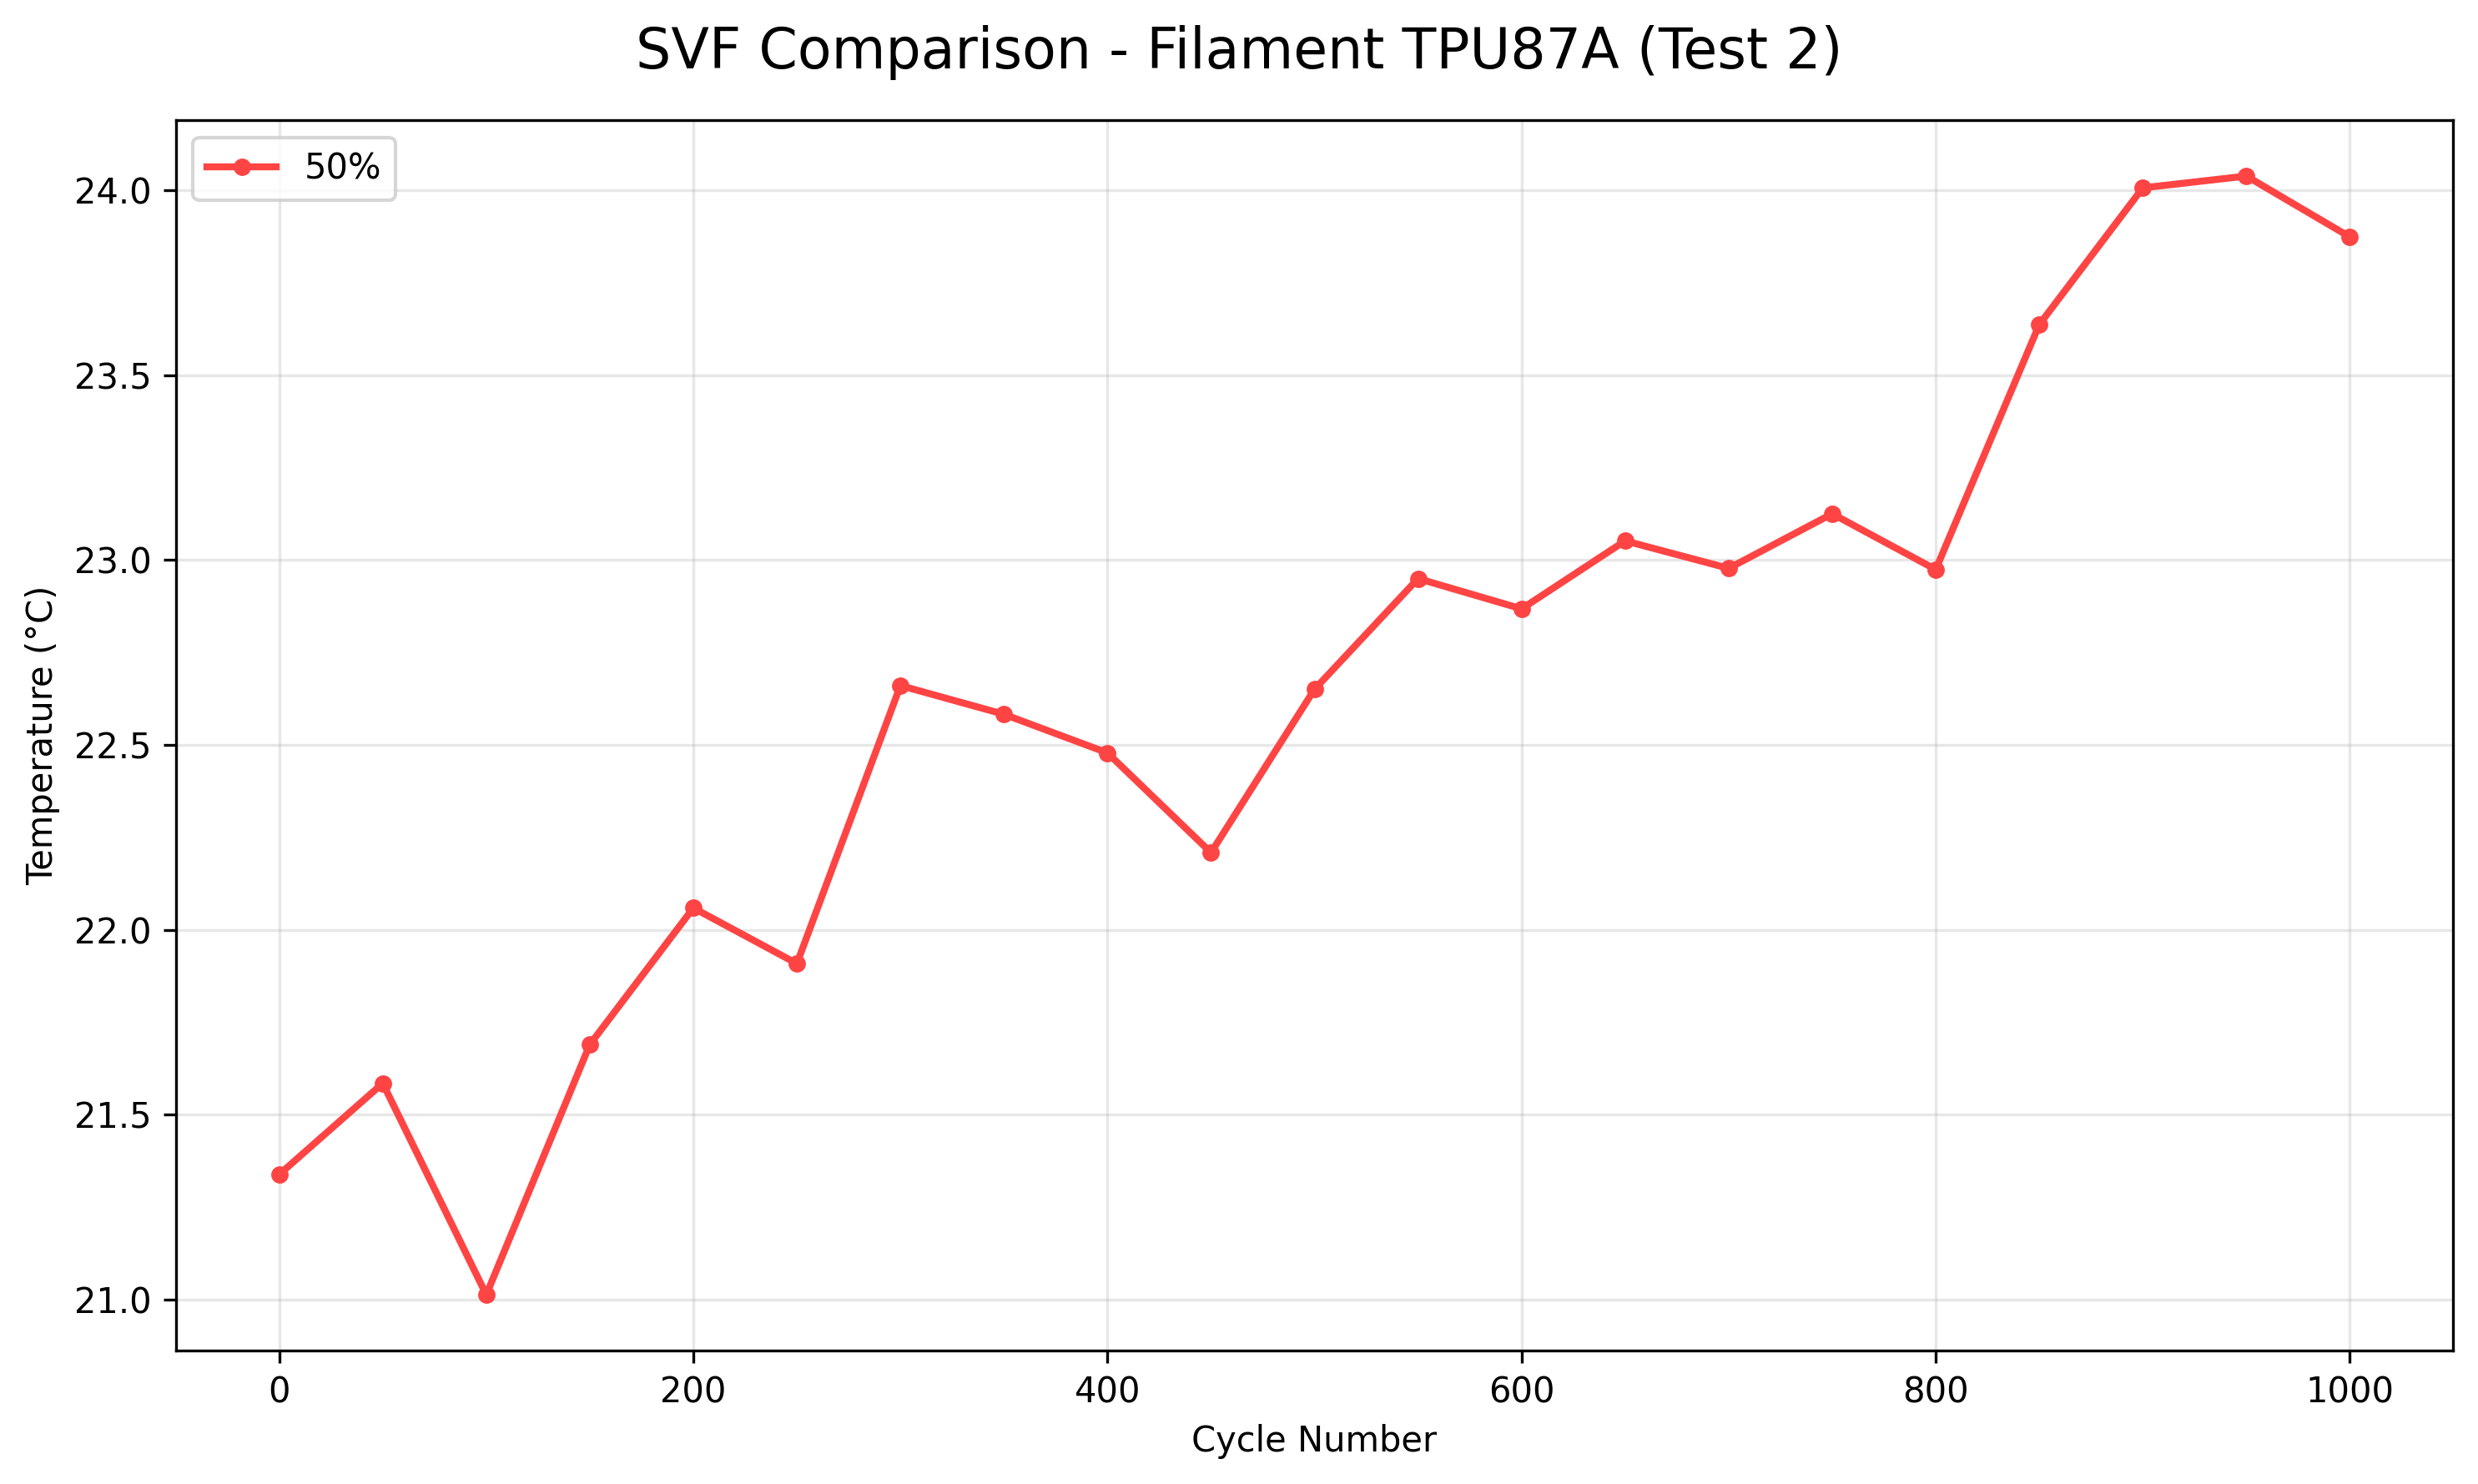 SVF Comparison - Filament TPU87A (Test 2)
50%
24.0
23.5
23.0
22.5
22.0
21.5
21.0
Temperature (°C)
0 200 400 600 800 1000
Cycle Number